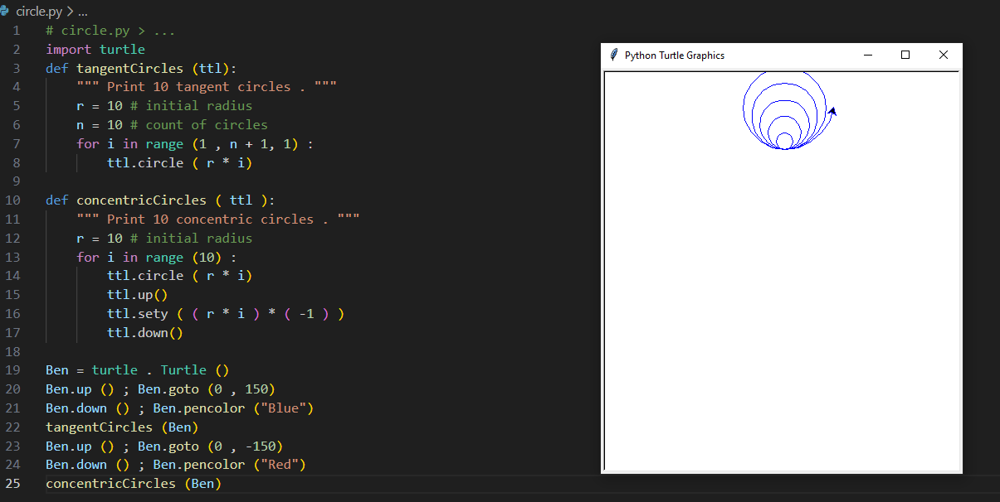 circle.py > ...
1 # circle.py > ...
2 import turtle
3 def tangentCircles (ttl):
4 """ Print 10 tangent circles . """
5 r = 10 # initial radius
6 n = 10 # count of circles
7 for i in range (1 , n + 1, 1) :
8 ttl.circle ( r * i)
9
10 def concentricCircles ( ttl ):
11 """ Print 10 concentric circles . """
12 r = 10 # initial radius
13 for i in range (10) :
14 ttl.circle ( r * i)
15 ttl.up()
16 ttl.sety ( ( r * i ) * ( -1 ) )
17 ttl.down()
18
19 Ben = turtle . Turtle ()
20 Ben.up () ; Ben.goto (0 , 150)
21 Ben.down () ; Ben.pencolor ("Blue")
22 tangentCircles (Ben)
23 Ben.up () ; Ben.goto (0 , -150)
24 Ben.down () ; Ben.pencolor ("Red")
25 concentricCircles (Ben)
Python Turtle Graphics